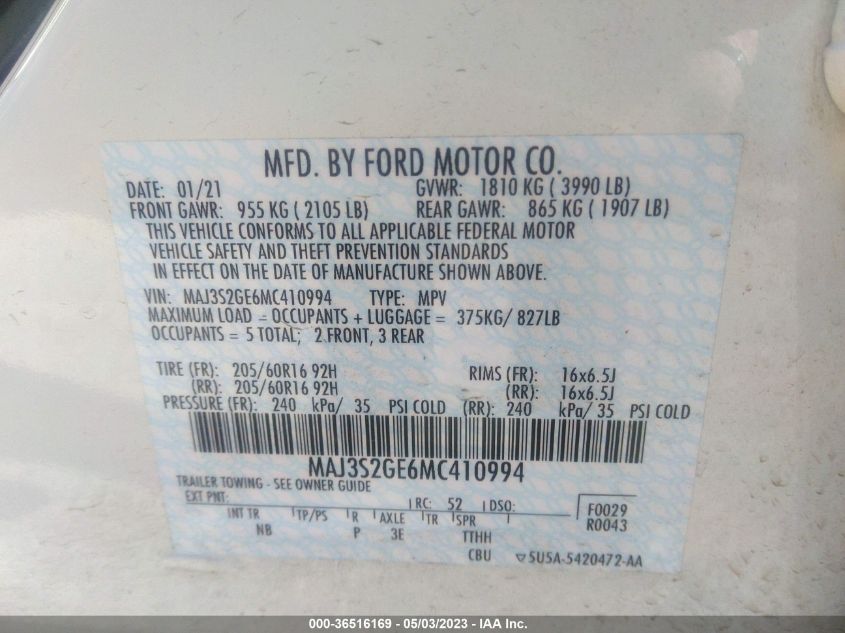 MFD. BY FORD MOTOR CO.
DATE: 01/21 GVWR: 1810 KG ( 3990 LB)
FRONT GAWR: 955 KG ( 2105 LB) REAR GAWR: 865 KG ( 1907 LB)
THIS VEHICLE CONFORMS TO ALL APPLICABLE FEDERAL MOTOR
VEHICLE SAFETY AND THEFT PREVENTION STANDARDS
IN EFFECT ON THE DATE OF MANUFACTURE SHOWN ABOVE.
VIN: MAJ3S2GE6MC410994 TYPE: MPV
MAXIMUM LOAD = OCCUPANTS + LUGGAGE = 375KG/ 827LB
OCCUPANTS = 5 TOTAL; 2 FRONT, 3 REAR
TIRE (FR): 205/60R16 92H RIMS (FR): 16x6.5J
(RR): 205/60R16 92H (RR): 16x6.5J
PRESSURE (FR): 240 kPa/ 35 PSI COLD (RR): 240 kPa/ 35 PSI COLD
MAJ3S2GE6MC410994
TRAILER TOWING - SEE OWNER GUIDE
EXT PNT: RC: 52 DSO: F0029
INT TR TP/PS R AXLE TR SPR R0043
NB P 3E TTHH
CBU ▽5U5A-5420472-AA
000-36516169 - 05/03/2023 - IAA Inc.